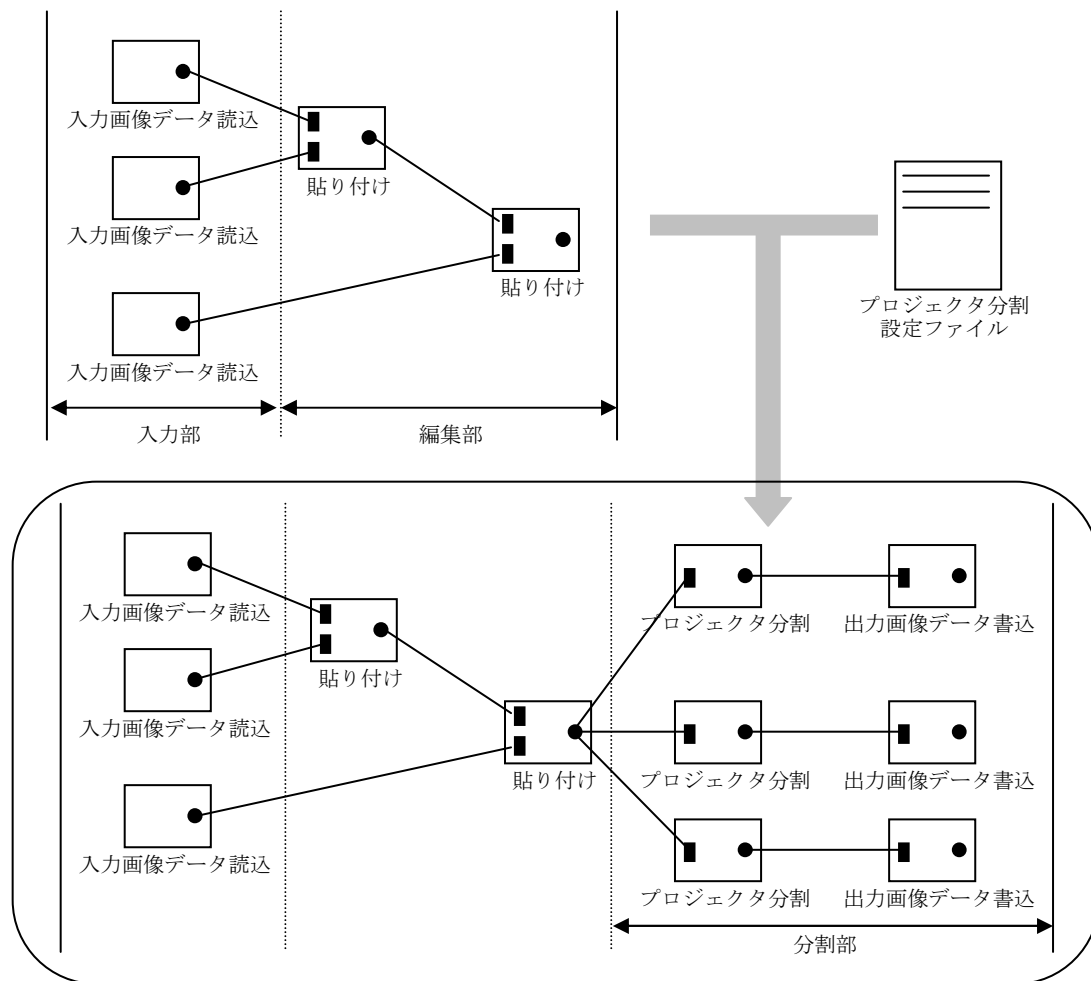 入力画像データ読込
貼り付け
入力画像データ読込
貼り付け
入力画像データ読込
入力部
編集部
プロジェクタ分割
設定ファイル
入力画像データ読込
貼り付け
入力画像データ読込
貼り付け
入力画像データ読込
プロジェクタ分割
出力画像データ書込
プロジェクタ分割
出力画像データ書込
プロジェクタ分割
出力画像データ書込
分割部